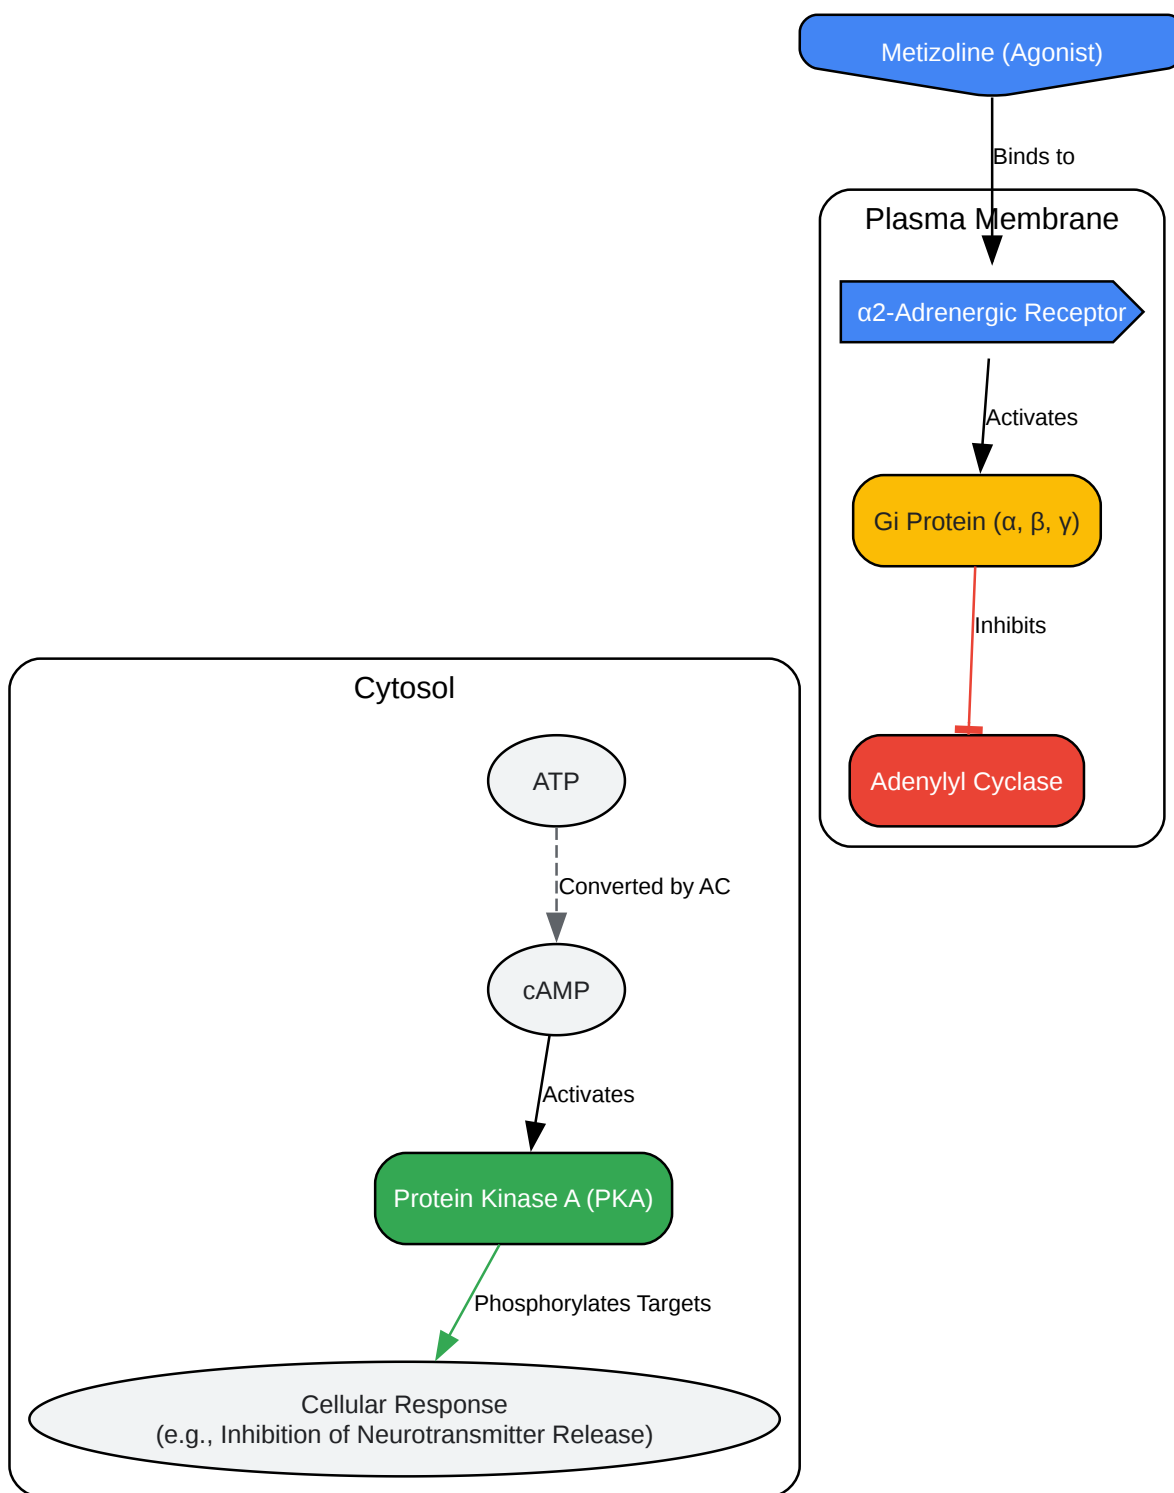 Metizoline (Agonist)
Binds to
Plasma Membrane
α2-Adrenergic Receptor
Activates
Gi Protein (α, β, γ)
Inhibits
Adenylyl Cyclase
Cytosol
ATP
Converted by AC
cAMP
Activates
Protein Kinase A (PKA)
Phosphorylates Targets
Cellular Response
(e.g., Inhibition of Neurotransmitter Release)